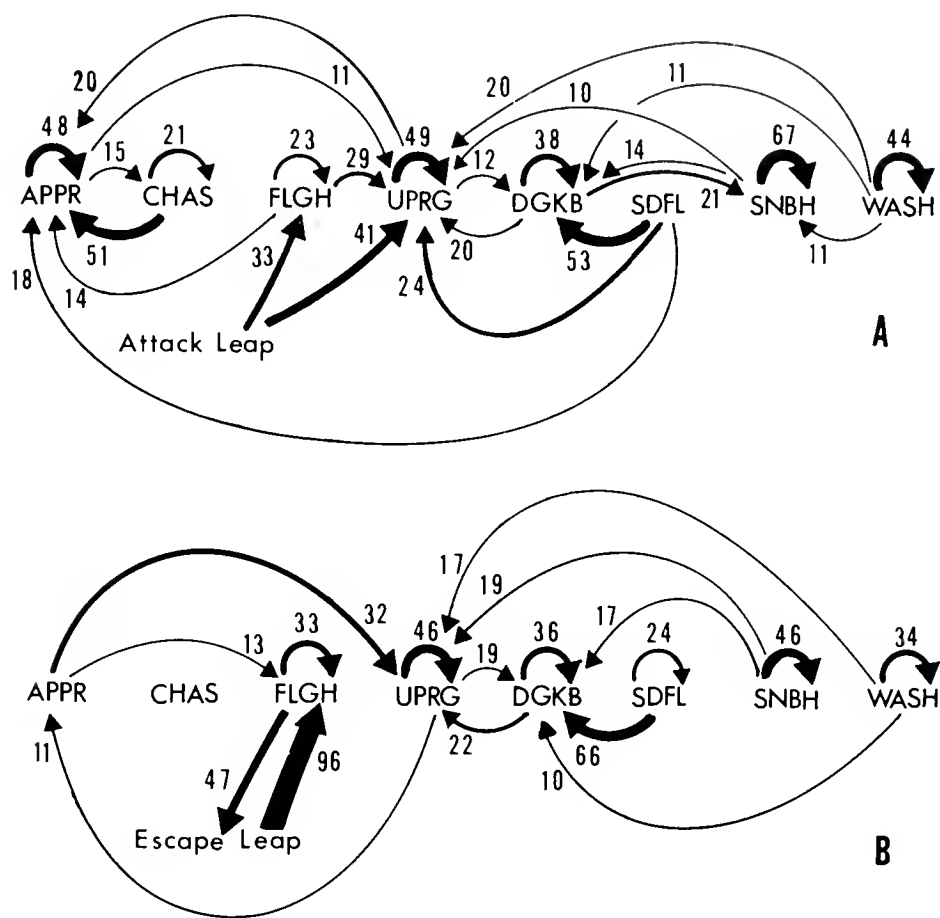 20 11 20 10 11
48 15 21 23 29 49 12 38 14 67 44
APPR CHAS FLGH UPRG DGKB SDFL SNBH WASH
51 33 41 20 53 21 11
18 14 24
Attack Leap
A
17 19 17
13 33 32 46 19 36 24 46 34
APPR CHAS FLGH UPRG DGKB SDFL SNBH WASH
11 47 96 22 66 10
Escape Leap
B